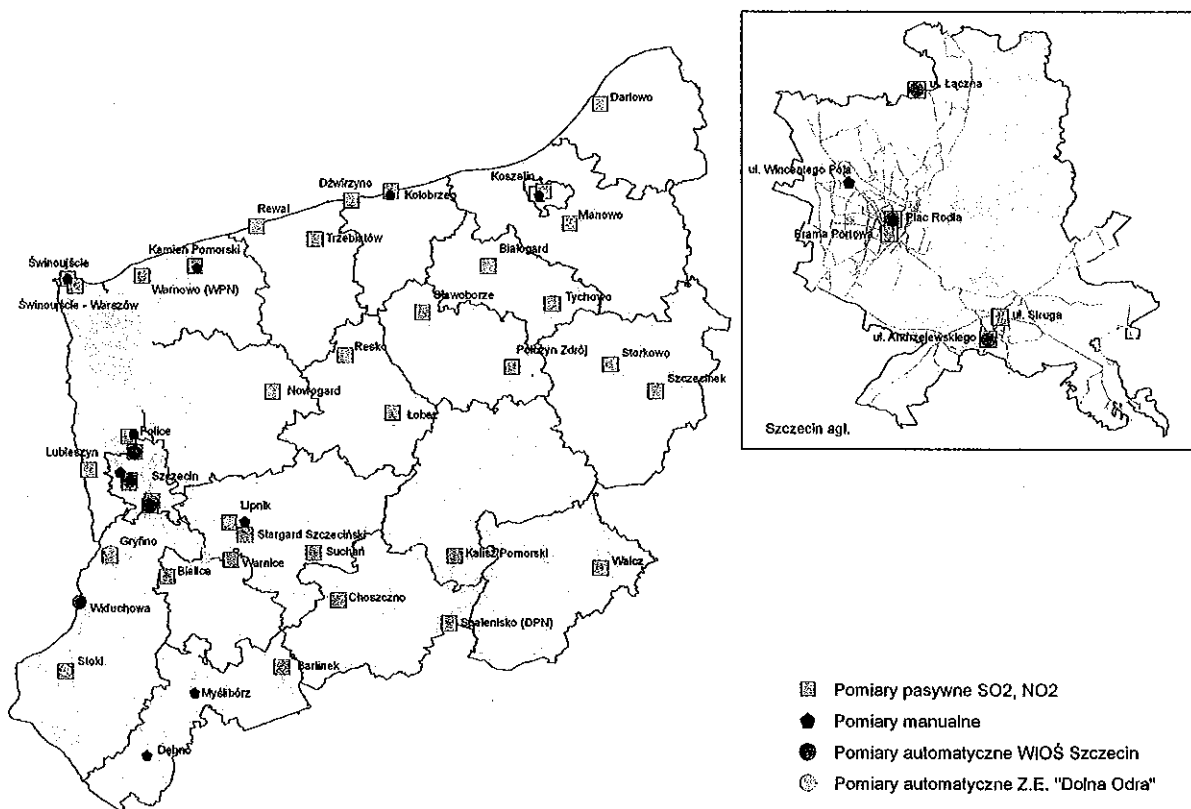 Darłowo
Koszalin
Dźwirzyno
Kołobrzeg
Rewal
Manowo
Trzebiatów
Kamień Pomorski
Białogard
Świnoujście
Warnowo (WPN)
Świnoujście - Warszów
Sławoborze
Tychowo
Resko
Połczyn Zdrój
Storkowo
Nowogard
Szczecinek
Łobez
Police
Lubieszyn
Szczecin
Lipnik
Stargard Szczeciński
Gryfino
Suchań
Warnice
Kalisz Pomorski
Bielice
Wałcz
Widuchowa
Choszczno
Spalenisko (DPN)
Stoki
Barlinek
Myślibórz
Dębno
ul. Łączna
ul. Wincentego Pola
Plac Rodła
Brama Portowa
ul. Struga
ul. Andrzejewskiego
Szczecin agl.
Pomiary pasywne SO2, NO2
Pomiary manualne
Pomiary automatyczne WIOŚ Szczecin
Pomiary automatyczne Z.E. "Dolna Odra"